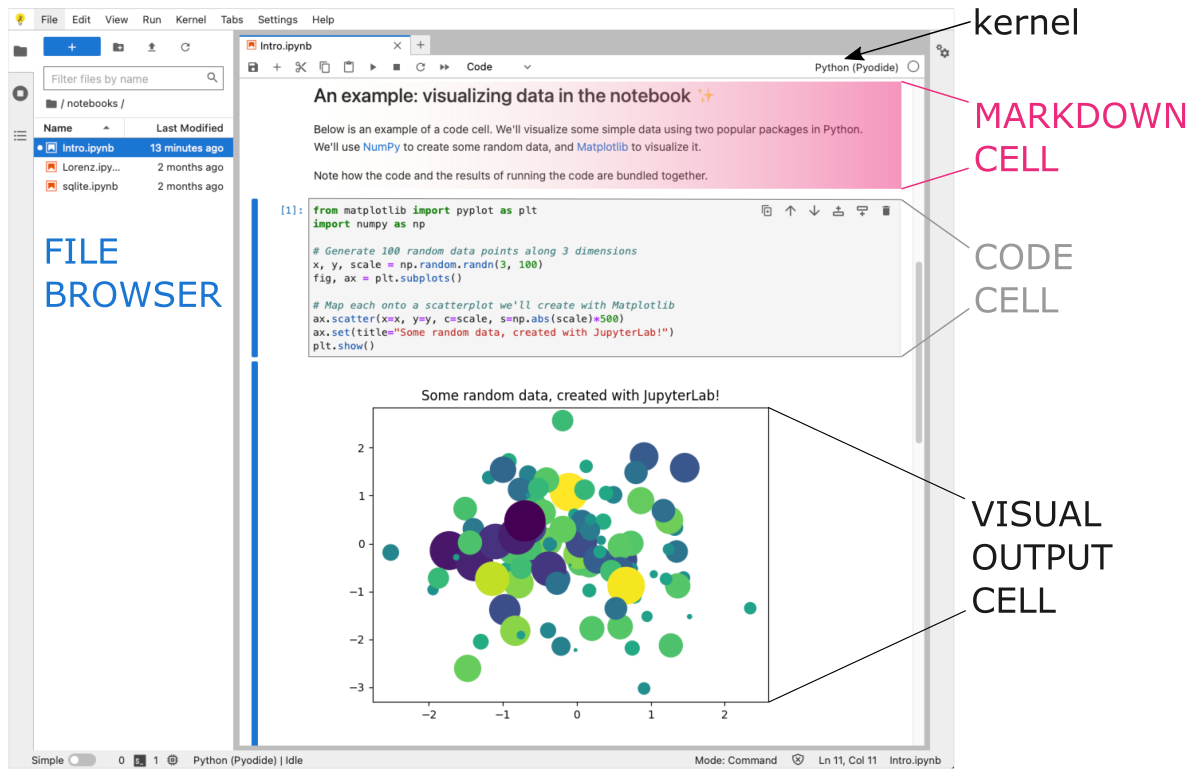 File Edit View Run Kernel Tabs Settings Help
kernel
Intro.ipynb
Filter files by name
/ notebooks /
Name Last Modified
Intro.ipynb 13 minutes ago
Lorenz.ipy... 2 months ago
sqlite.ipynb 2 months ago
FILE
BROWSER
Code
Python (Pyodide)
An example: visualizing data in the notebook ✨
Below is an example of a code cell. We'll visualize some simple data using two popular packages in Python.
We'll use NumPy to create some random data, and Matplotlib to visualize it.
Note how the code and the results of running the code are bundled together.
MARKDOWN
CELL
[1]:
from matplotlib import pyplot as plt
import numpy as np
# Generate 100 random data points along 3 dimensions
x, y, scale = np.random.randn(3, 100)
fig, ax = plt.subplots()
# Map each onto a scatterplot we'll create with Matplotlib
ax.scatter(x=x, y=y, c=scale, s=np.abs(scale)*500)
ax.set(title="Some random data, created with JupyterLab!")
plt.show()
CODE
CELL
Some random data, created with JupyterLab!
2
1
0
−1
−2
−3
−2 −1 0 1 2
VISUAL
OUTPUT
CELL
Simple 0 1 Python (Pyodide) | Idle Mode: Command Ln 11, Col 11 Intro.ipynb